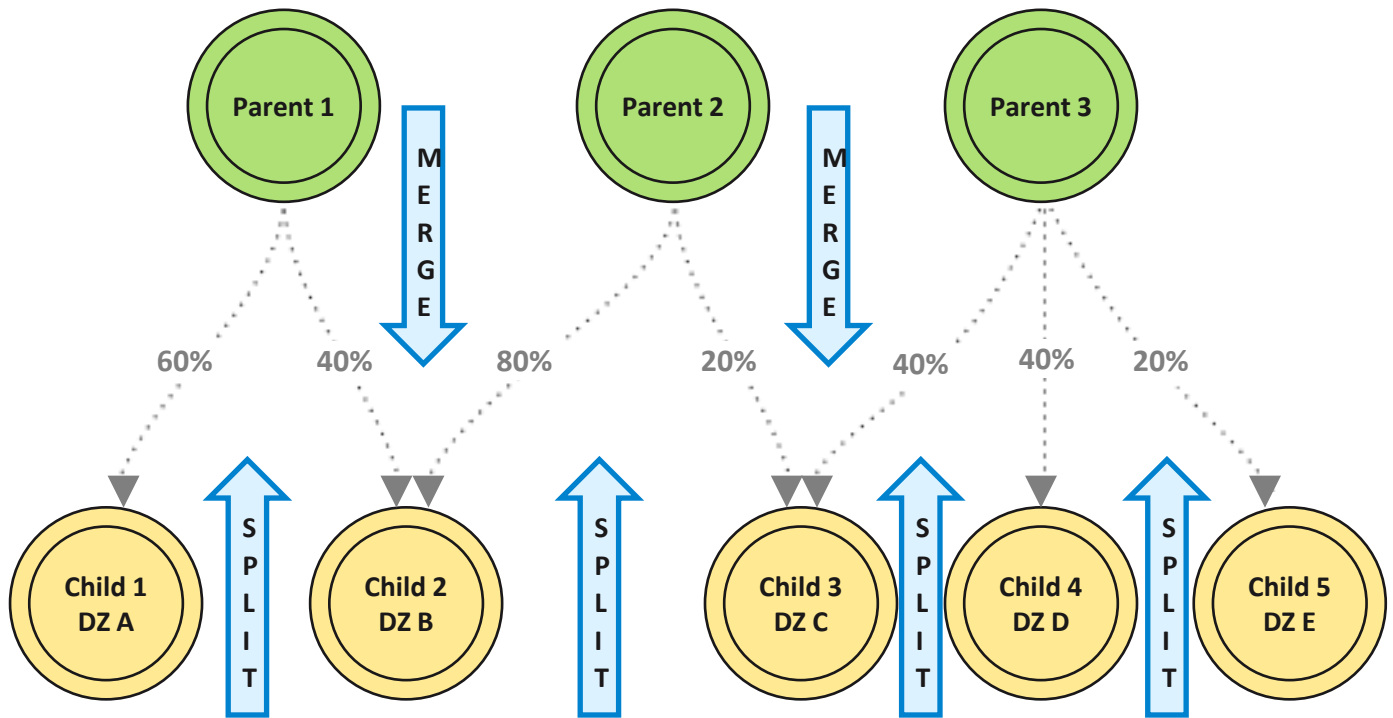 Parent 1
Parent 2
Parent 3
M
E
R
G
E
M
E
R
G
E
60%
40%
80%
20%
40%
40%
20%
S
P
L
I
T
S
P
L
I
T
S
P
L
I
T
S
P
L
I
T
Child 1
DZ A
Child 2
DZ B
Child 3
DZ C
Child 4
DZ D
Child 5
DZ E